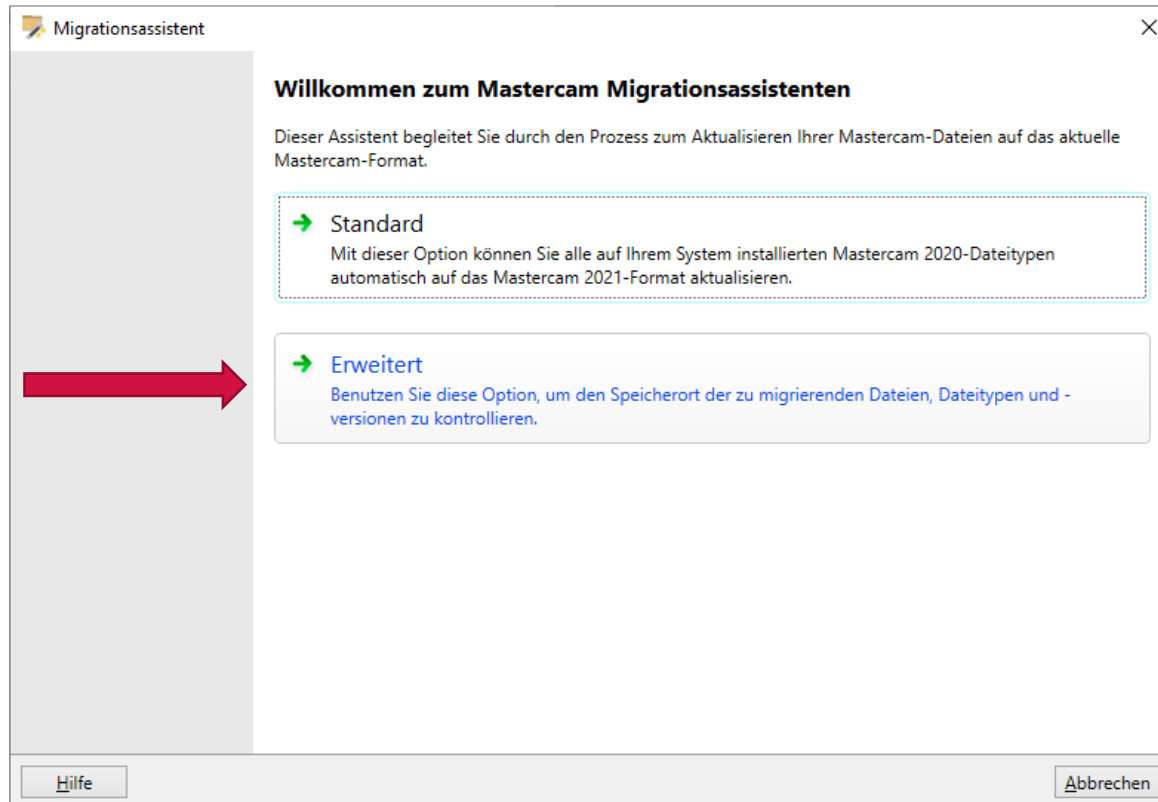 Migrationsassistent
Willkommen zum Mastercam Migrationsassistenten
Dieser Assistent begleitet Sie durch den Prozess zum Aktualisieren Ihrer Mastercam-Dateien auf das aktuelle
Mastercam-Format.
Standard
Mit dieser Option können Sie alle auf Ihrem System installierten Mastercam 2020-Dateitypen
automatisch auf das Mastercam 2021-Format aktualisieren.
Erweitert
Benutzen Sie diese Option, um den Speicherort der zu migrierenden Dateien, Dateitypen und -
versionen zu kontrollieren.
Hilfe
Abbrechen